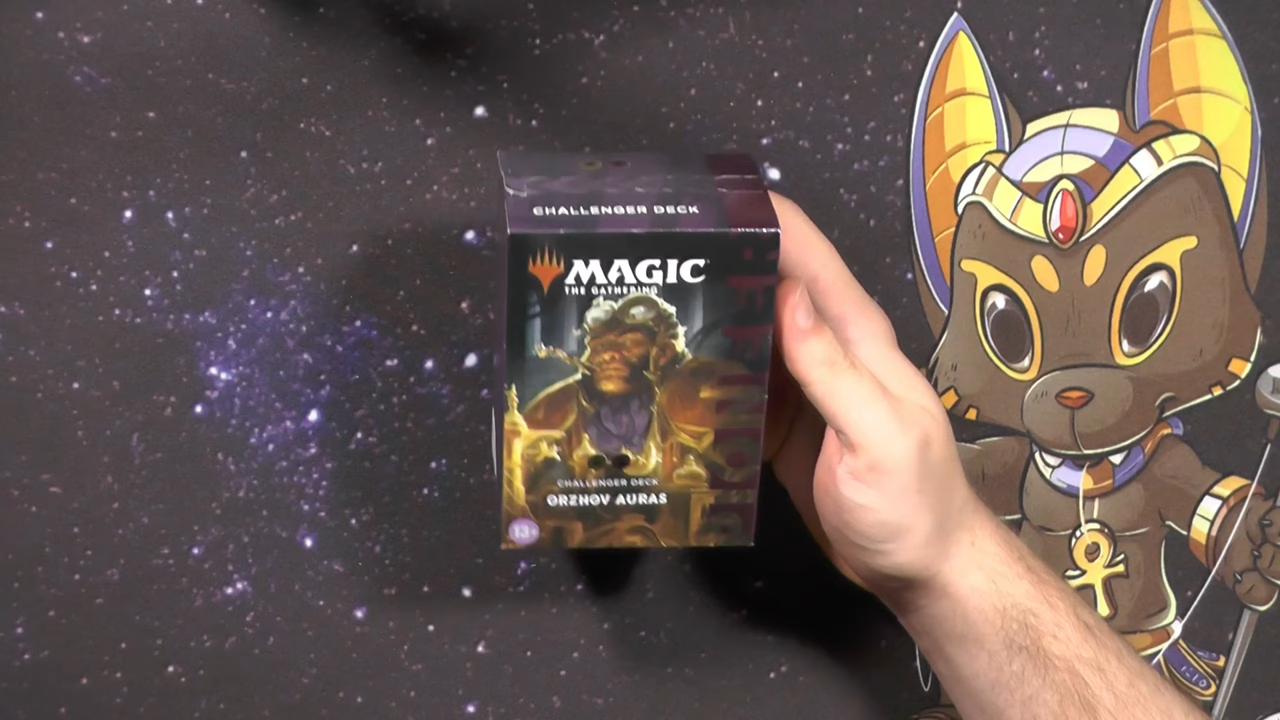 CHALLENGER DECK
MAGIC
THE GATHERING
CHALLENGER DECK
ORZHOV AURAS
13+